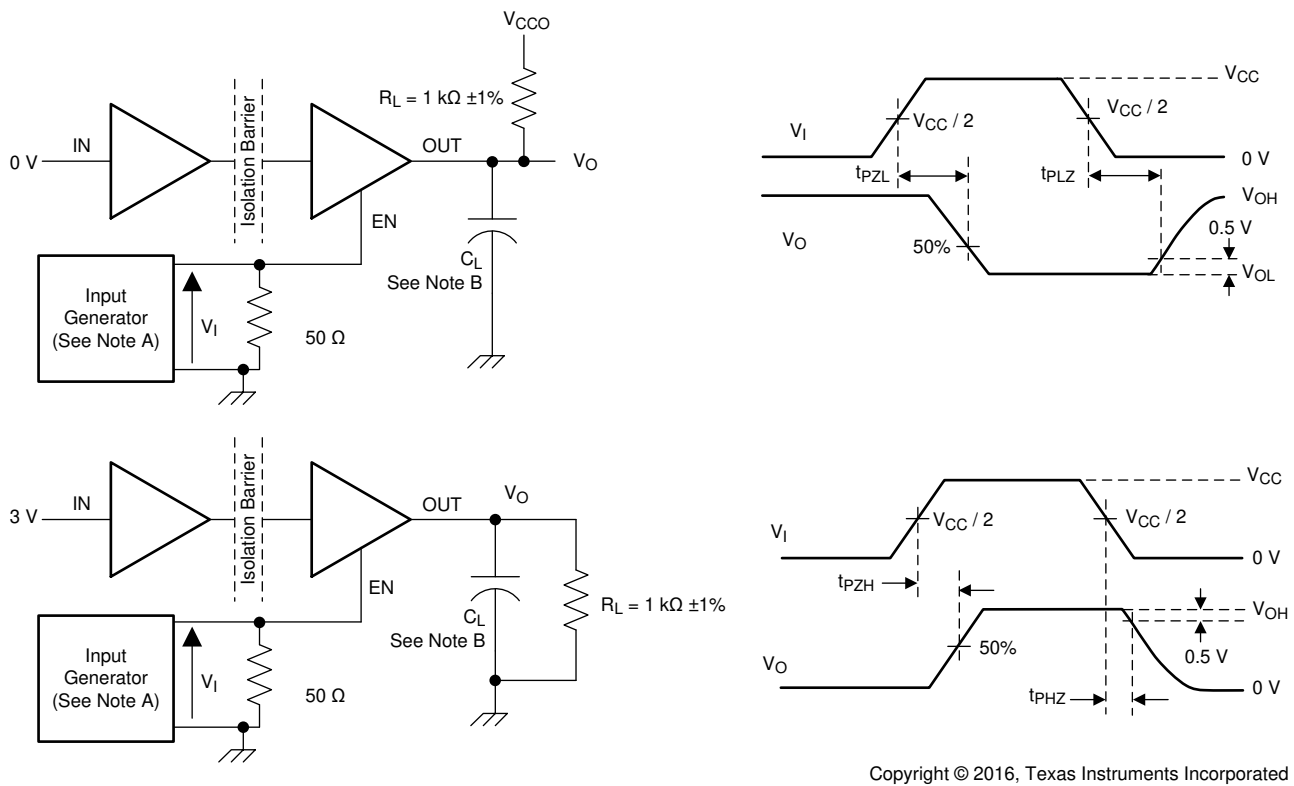 V_CCO
R_L = 1 kΩ ±1%
IN
OUT
0 V
V_O
Isolation Barrier
EN
C_L
See Note B
Input
Generator
(See Note A)
V_I
50 Ω
V_CC
V_CC / 2
V_CC / 2
V_I
0 V
t_PZL
t_PLZ
V_OH
0.5 V
V_O
50%
V_OL
IN
OUT
V_O
3 V
Isolation Barrier
EN
C_L
See Note B
R_L = 1 kΩ ±1%
Input
Generator
(See Note A)
V_I
50 Ω
V_CC
V_CC / 2
V_CC / 2
V_I
0 V
t_PZH
V_OH
50%
0.5 V
V_O
0 V
t_PHZ
Copyright © 2016, Texas Instruments Incorporated